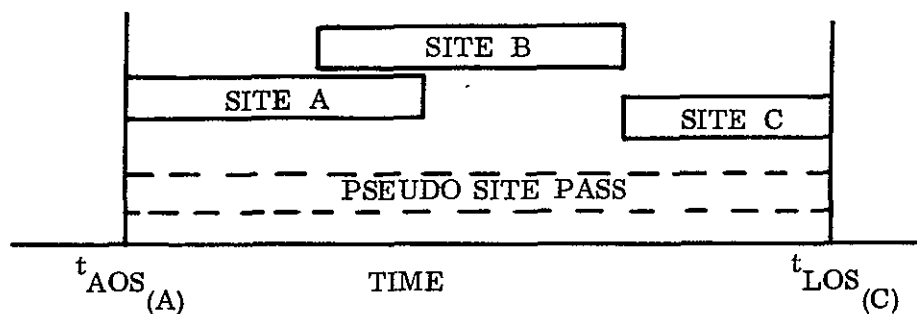 SITE B
SITE A
SITE C
PSEUDO SITE PASS
tAOS(A) TIME tLOS(C)